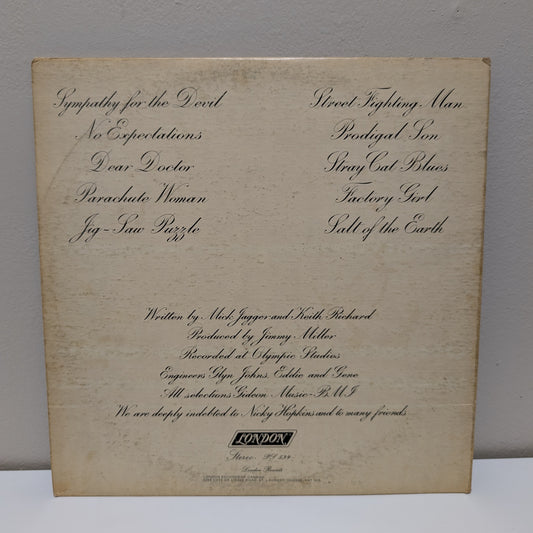 Sympathy for the Devil
No Expectations
Dear Doctor
Parachute Woman
Jig-Saw Puzzle
Street Fighting Man
Prodigal Son
Stray Cat Blues
Factory Girl
Salt of the Earth
Written by Mick Jagger and Keith Richard
Produced by Jimmy Miller
Recorded at Olympic Studios
Engineers Glyn Johns, Eddie and Gene
All selections Gideon Music-B.M.I
We are deeply indebted to Nicky Hopkins and to many friends
LONDON
Stereo PS 539
London Records